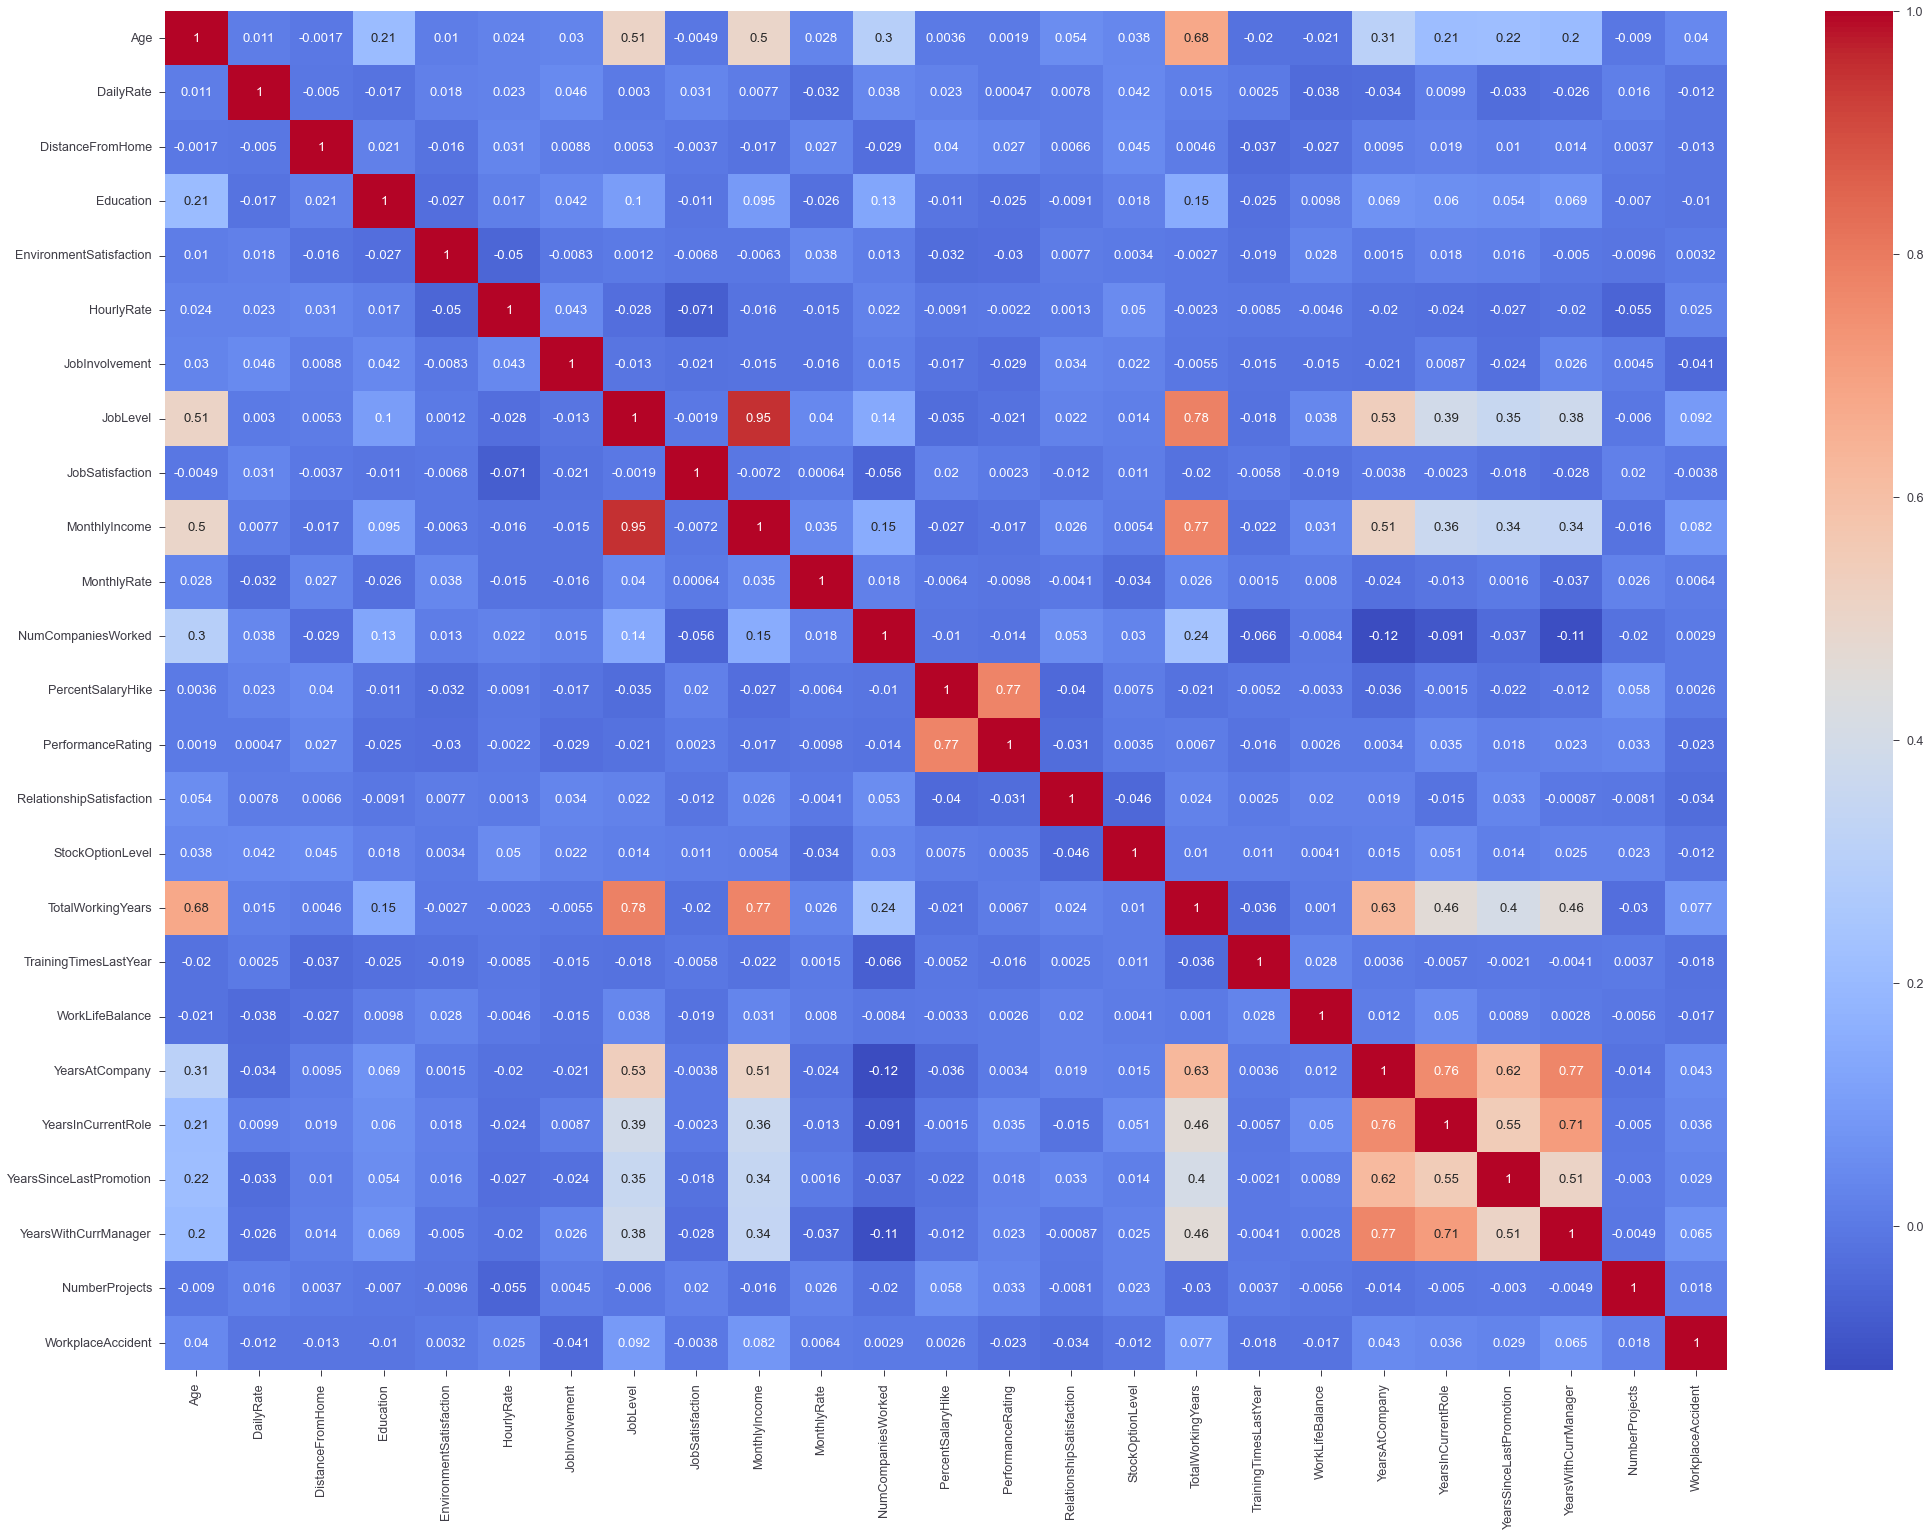 Age 1 0.011 -0.0017 0.21 0.01 0.024 0.03 0.51 -0.0049 0.5 0.028 0.3 0.0036 0.0019 0.054 0.038 0.68 -0.02 -0.021 0.31 0.21 0.22 0.2 -0.009 0.04
DailyRate 0.011 1 -0.005 -0.017 0.018 0.023 0.046 0.003 0.031 0.0077 -0.032 0.038 0.023 0.00047 0.0078 0.042 0.015 0.0025 -0.038 -0.034 0.0099 -0.033 -0.026 0.016 -0.012
DistanceFromHome -0.0017 -0.005 1 0.021 -0.016 0.031 0.0088 0.0053 -0.0037 -0.017 0.027 -0.029 0.04 0.027 0.0066 0.045 0.0046 -0.037 -0.027 0.0095 0.019 0.01 0.014 0.0037 -0.013
Education 0.21 -0.017 0.021 1 -0.027 0.017 0.042 0.1 -0.011 0.095 -0.026 0.13 -0.011 -0.025 -0.0091 0.018 0.15 -0.025 0.0098 0.069 0.06 0.054 0.069 -0.007 -0.01
EnvironmentSatisfaction 0.01 0.018 -0.016 -0.027 1 -0.05 -0.0083 0.0012 -0.0068 -0.0063 0.038 0.013 -0.032 -0.03 0.0077 0.0034 -0.0027 -0.019 0.028 0.0015 0.018 0.016 -0.005 -0.0096 0.0032
HourlyRate 0.024 0.023 0.031 0.017 -0.05 1 0.043 -0.028 -0.071 -0.016 -0.015 0.022 -0.0091 -0.0022 0.0013 0.05 -0.0023 -0.0085 -0.0046 -0.02 -0.024 -0.027 -0.02 -0.055 0.025
JobInvolvement 0.03 0.046 0.0088 0.042 -0.0083 0.043 1 -0.013 -0.021 -0.015 -0.016 0.015 -0.017 -0.029 0.034 0.022 -0.0055 -0.015 -0.015 -0.021 0.0087 -0.024 0.026 0.0045 -0.041
JobLevel 0.51 0.003 0.0053 0.1 0.0012 -0.028 -0.013 1 -0.0019 0.95 0.04 0.14 -0.035 -0.021 0.022 0.014 0.78 -0.018 0.038 0.53 0.39 0.35 0.38 -0.006 0.092
JobSatisfaction -0.0049 0.031 -0.0037 -0.011 -0.0068 -0.071 -0.021 -0.0019 1 -0.0072 0.00064 -0.056 0.02 0.0023 -0.012 0.011 -0.02 -0.0058 -0.019 -0.0038 -0.0023 -0.018 -0.028 0.02 -0.0038
MonthlyIncome 0.5 0.0077 -0.017 0.095 -0.0063 -0.016 -0.015 0.95 -0.0072 1 0.035 0.15 -0.027 -0.017 0.026 0.0054 0.77 -0.022 0.031 0.51 0.36 0.34 0.34 -0.016 0.082
MonthlyRate 0.028 -0.032 0.027 -0.026 0.038 -0.015 -0.016 0.04 0.00064 0.035 1 0.018 -0.0064 -0.0098 -0.0041 -0.034 0.026 0.0015 0.008 -0.024 -0.013 0.0016 -0.037 0.026 0.0064
NumCompaniesWorked 0.3 0.038 -0.029 0.13 0.013 0.022 0.015 0.14 -0.056 0.15 0.018 1 -0.01 -0.014 0.053 0.03 0.24 -0.066 -0.0084 -0.12 -0.091 -0.037 -0.11 -0.02 0.0029
PercentSalaryHike 0.0036 0.023 0.04 -0.011 -0.032 -0.0091 -0.017 -0.035 0.02 -0.027 -0.0064 -0.01 1 0.77 -0.04 0.0075 -0.021 -0.0052 -0.0033 -0.036 -0.0015 -0.022 -0.012 0.058 0.0026
PerformanceRating 0.0019 0.00047 0.027 -0.025 -0.03 -0.0022 -0.029 -0.021 0.0023 -0.017 -0.0098 -0.014 0.77 1 -0.031 0.0035 0.0067 -0.016 0.0026 0.0034 0.035 0.018 0.023 0.033 -0.023
RelationshipSatisfaction 0.054 0.0078 0.0066 -0.0091 0.0077 0.0013 0.034 0.022 -0.012 0.026 -0.0041 0.053 -0.04 -0.031 1 -0.046 0.024 0.0025 0.02 0.019 -0.015 0.033 -0.00087 -0.0081 -0.034
StockOptionLevel 0.038 0.042 0.045 0.018 0.0034 0.05 0.022 0.014 0.011 0.0054 -0.034 0.03 0.0075 0.0035 -0.046 1 0.01 0.011 0.0041 0.015 0.051 0.014 0.025 0.023 -0.012
TotalWorkingYears 0.68 0.015 0.0046 0.15 -0.0027 -0.0023 -0.0055 0.78 -0.02 0.77 0.026 0.24 -0.021 0.0067 0.024 0.01 1 -0.036 0.001 0.63 0.46 0.4 0.46 -0.03 0.077
TrainingTimesLastYear -0.02 0.0025 -0.037 -0.025 -0.019 -0.0085 -0.015 -0.018 -0.0058 -0.022 0.0015 -0.066 -0.0052 -0.016 0.0025 0.011 -0.036 1 0.028 0.0036 -0.0057 -0.0021 -0.0041 0.0037 -0.018
WorkLifeBalance -0.021 -0.038 -0.027 0.0098 0.028 -0.0046 -0.015 0.038 -0.019 0.031 0.008 -0.0084 -0.0033 0.0026 0.02 0.0041 0.001 0.028 1 0.012 0.05 0.0089 0.0028 -0.0056 -0.017
YearsAtCompany 0.31 -0.034 0.0095 0.069 0.0015 -0.02 -0.021 0.53 -0.0038 0.51 -0.024 -0.12 -0.036 0.0034 0.019 0.015 0.63 0.0036 0.012 1 0.76 0.62 0.77 -0.014 0.043
YearsInCurrentRole 0.21 0.0099 0.019 0.06 0.018 -0.024 0.0087 0.39 -0.0023 0.36 -0.013 -0.091 -0.0015 0.035 -0.015 0.051 0.46 -0.0057 0.05 0.76 1 0.55 0.71 -0.005 0.036
YearsSinceLastPromotion 0.22 -0.033 0.01 0.054 0.016 -0.027 -0.024 0.35 -0.018 0.34 0.0016 -0.037 -0.022 0.018 0.033 0.014 0.4 -0.0021 0.0089 0.62 0.55 1 0.51 -0.003 0.029
YearsWithCurrManager 0.2 -0.026 0.014 0.069 -0.005 -0.02 0.026 0.38 -0.028 0.34 -0.037 -0.11 -0.012 0.023 -0.00087 0.025 0.46 -0.0041 0.0028 0.77 0.71 0.51 1 -0.0049 0.065
NumberProjects -0.009 0.016 0.0037 -0.007 -0.0096 -0.055 0.0045 -0.006 0.02 -0.016 0.026 -0.02 0.058 0.033 -0.0081 0.023 -0.03 0.0037 -0.0056 -0.014 -0.005 -0.003 -0.0049 1 0.018
WorkplaceAccident 0.04 -0.012 -0.013 -0.01 0.0032 0.025 -0.041 0.092 -0.0038 0.082 0.0064 0.0029 0.0026 -0.023 -0.034 -0.012 0.077 -0.018 -0.017 0.043 0.036 0.029 0.065 0.018 1
Age
DailyRate
DistanceFromHome
Education
EnvironmentSatisfaction
HourlyRate
JobInvolvement
JobLevel
JobSatisfaction
MonthlyIncome
MonthlyRate
NumCompaniesWorked
PercentSalaryHike
PerformanceRating
RelationshipSatisfaction
StockOptionLevel
TotalWorkingYears
TrainingTimesLastYear
WorkLifeBalance
YearsAtCompany
YearsInCurrentRole
YearsSinceLastPromotion
YearsWithCurrManager
NumberProjects
WorkplaceAccident
1.0
0.8
0.6
0.4
0.2
0.0